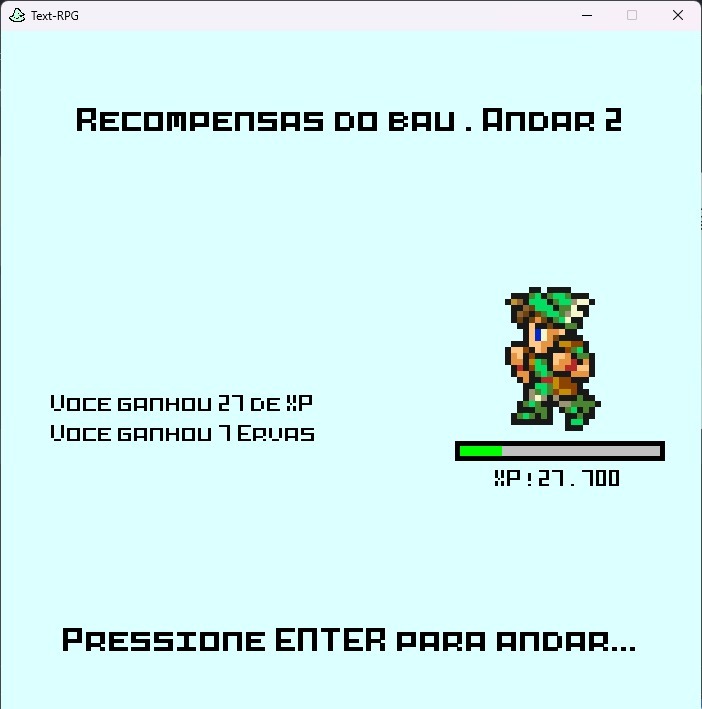 Text-RPG
Recompensas do bau . Andar 2
Voce ganhou 27 de XP
Voce ganhou 7 Ervas
XP!27.700
Pressione ENTER para andar...